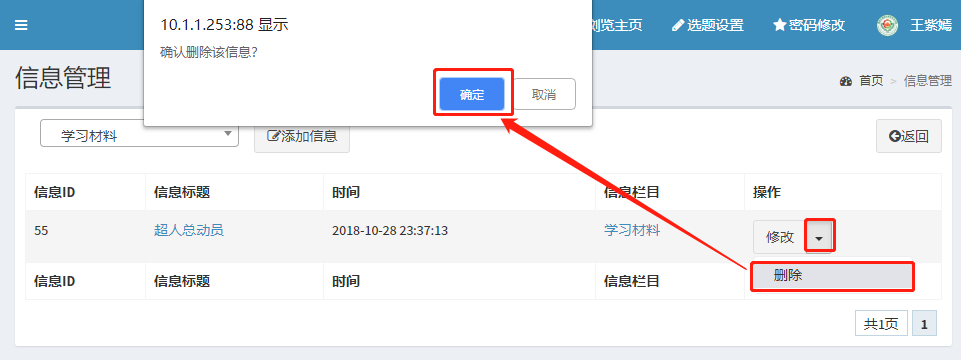 10.1.1.253:88 显示
确认删除该信息?
确定
取消
浏览主页
选题设置
密码修改
王紫嫣
信息管理
首页 > 信息管理
学习材料
添加信息
返回
信息ID 信息标题 时间 信息栏目 操作
55 超人总动员 2018-10-28 23:37:13 学习材料 修改
信息ID 信息标题 时间 信息栏目
删除
共1页 1